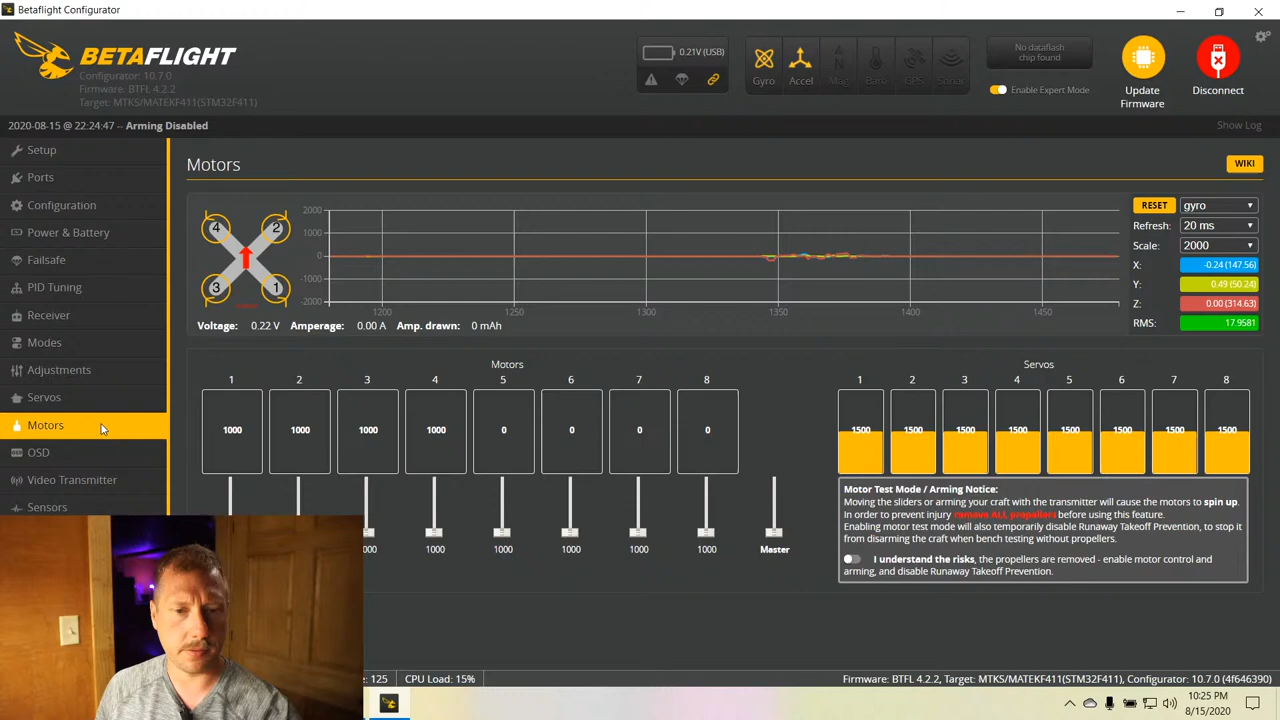 Betaflight Configurator
BETAFLIGHT
Configurator: 10.7.0
Firmware: BTFL 4.2.2
Target: MTKS/MATEKF411(STM32F411)
0.21V (USB)
Gyro
Accel
Mag
Baro
GPS
Sonar
No dataflash
chip found
Enable Expert Mode
Update
Firmware
Disconnect
2020-08-15 @ 22:24:47 -- Arming Disabled
Show Log
Setup
Ports
Configuration
Power & Battery
Failsafe
PID Tuning
Receiver
Modes
Adjustments
Servos
Motors
OSD
Video Transmitter
Sensors
Motors
WIKI
4
2
3
1
2000
1000
0
-1000
-2000
1200
1250
1300
1350
1400
1450
RESET
gyro
Refresh:
20 ms
Scale:
2000
X:
-0.24 (147.56)
Y:
0.49 (50.24)
Z:
0.00 (314.63)
RMS:
17.9581
Voltage: 0.22 V Amperage: 0.00 A Amp. drawn: 0 mAh
Motors
1 2 3 4 5 6 7 8
1000 1000 1000 1000 0 0 0 0
000 1000 1000 1000 1000 1000 Master
Servos
1 2 3 4 5 6 7 8
1500 1500 1500 1500 1500 1500 1500 1500
Motor Test Mode / Arming Notice:
Moving the sliders or arming your craft with the transmitter will cause the motors to spin up.
In order to prevent injury remove ALL propellers before using this feature.
Enabling motor test mode will also temporarily disable Runaway Takeoff Prevention, to stop it
from disarming the craft when bench testing without propellers.
I understand the risks, the propellers are removed - enable motor control and
arming, and disable Runaway Takeoff Prevention.
: 125
CPU Load: 15%
Firmware: BTFL 4.2.2, Target: MTKS/MATEKF411(STM32F411), Configurator: 10.7.0 (4f646390)
10:25 PM
8/15/2020